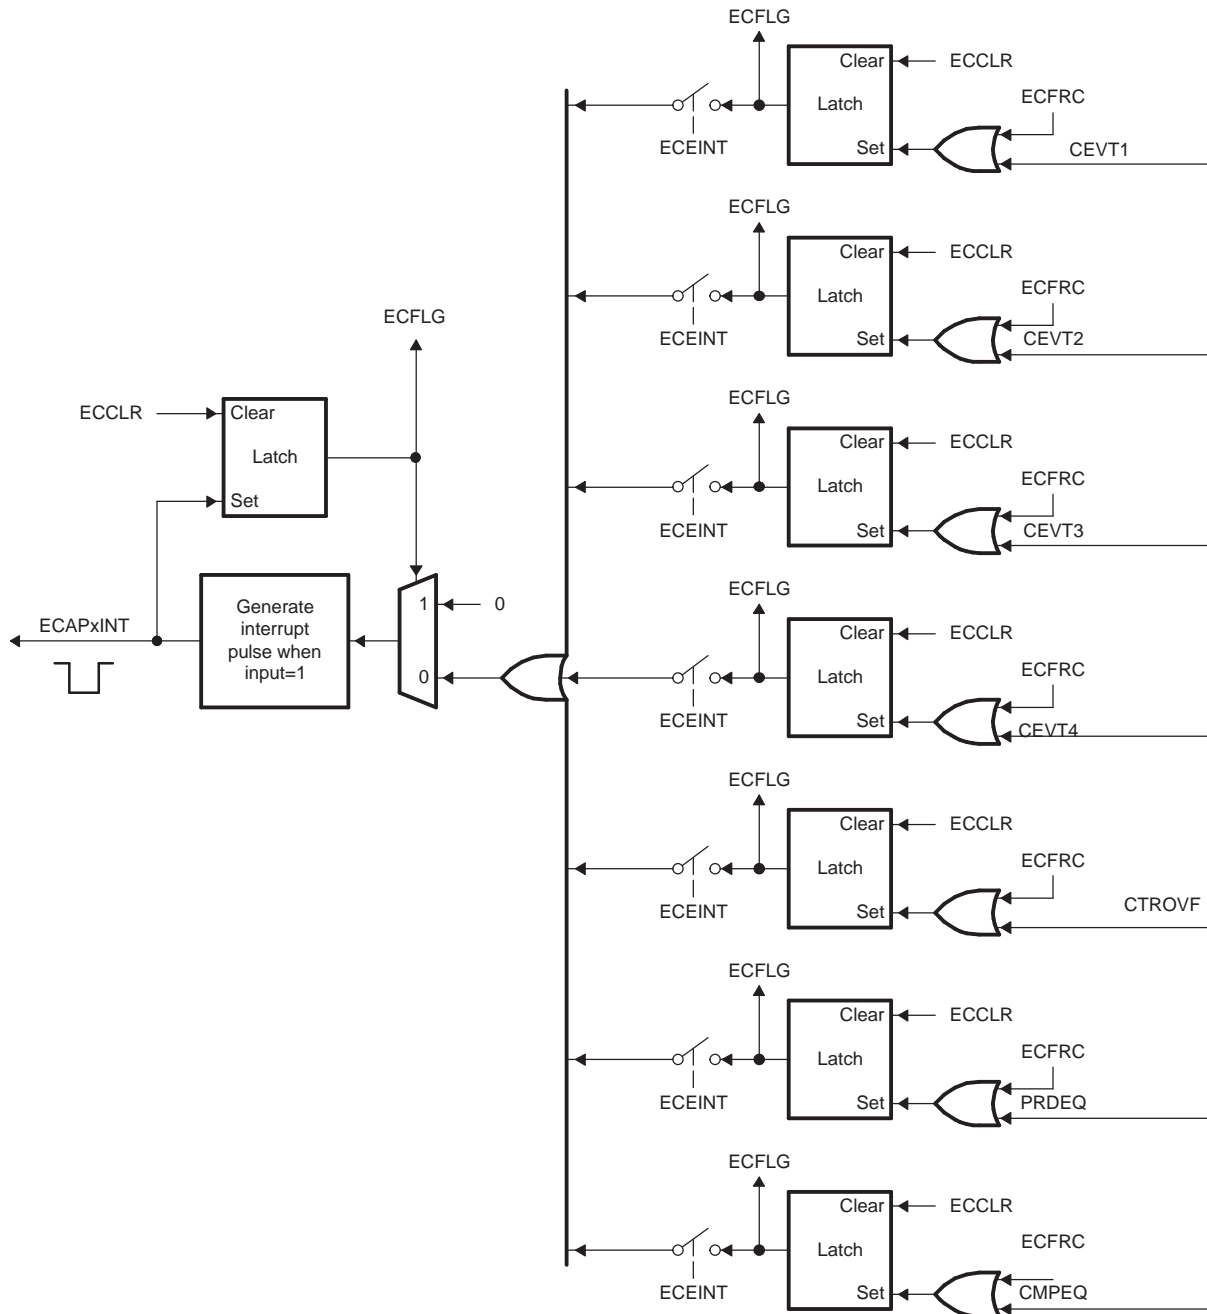 ECFLG
Clear
ECCLR
ECFRC
Latch
ECEINT
Set
CEVT1
ECFLG
Clear
ECCLR
ECFRC
Latch
ECEINT
Set
CEVT2
ECFLG
Clear
ECCLR
ECFRC
Latch
ECEINT
Set
CEVT3
ECFLG
Clear
ECCLR
ECFRC
Latch
ECEINT
Set
CEVT4
ECFLG
Clear
ECCLR
ECFRC
Latch
ECEINT
Set
CTROVF
ECFLG
Clear
ECCLR
ECFRC
Latch
ECEINT
Set
PRDEQ
ECFLG
Clear
ECCLR
ECFRC
Latch
ECEINT
Set
CMPEQ
ECFLG
ECCLR
Clear
Latch
Set
ECAPxINT
Generate
interrupt
pulse when
input=1
1
0
0